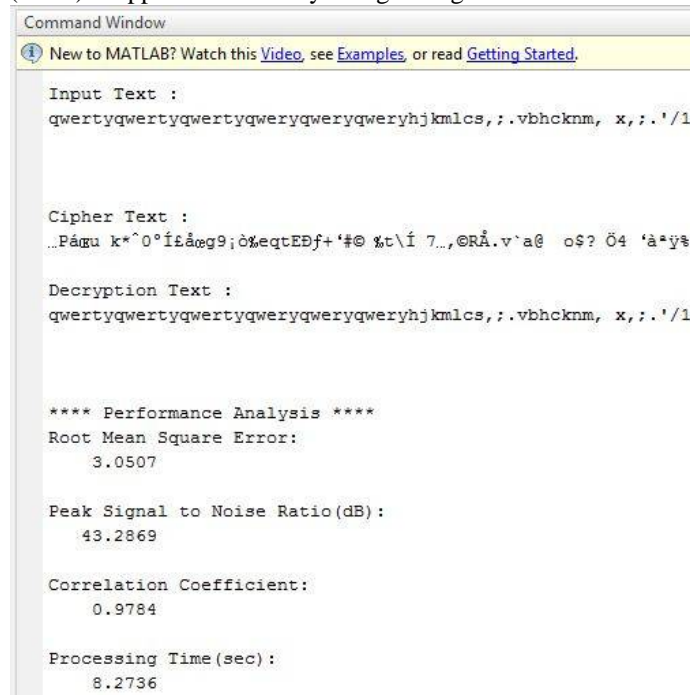 Command Window
New to MATLAB? Watch this Video, see Examples, or read Getting Started.
Input Text :
qwertyqwertyqwertyqweryqweryqweryhjkmlcs,;.vbhcknm, x,;.'/1
Cipher Text :
Decryption Text :
qwertyqwertyqwertyqweryqweryqweryhjkmlcs,;.vbhcknm, x,;.'/1
**** Performance Analysis ****
Root Mean Square Error:
3.0507
Peak Signal to Noise Ratio(dB):
43.2869
Correlation Coefficient:
0.9784
Processing Time(sec):
8.2736